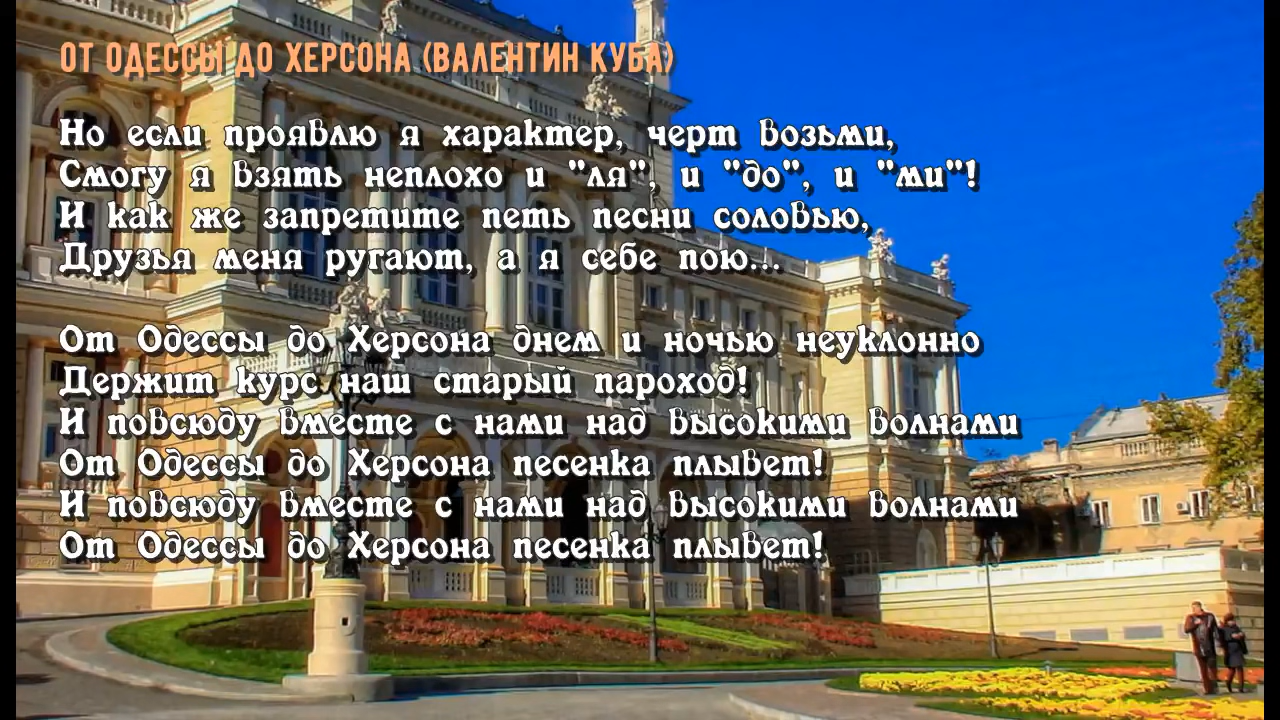 ОТ ОДЕССЫ ДО ХЕРСОНА (ВАЛЕНТИН КУБА)
Но если проявлю я характер, черт возьми,
Смогу я взять неплохо и "ля", и "до", и "ми"!
И как же запретите петь песни соловью,
Друзья меня ругают, а я себе пою...
От Одессы до Херсона днем и ночью неуклонно
Держит курс наш старый пароход!
И повсюду вместе с нами над высокими волнами
От Одессы до Херсона песенка плывет!
И повсюду вместе с нами над высокими волнами
От Одессы до Херсона песенка плывет!